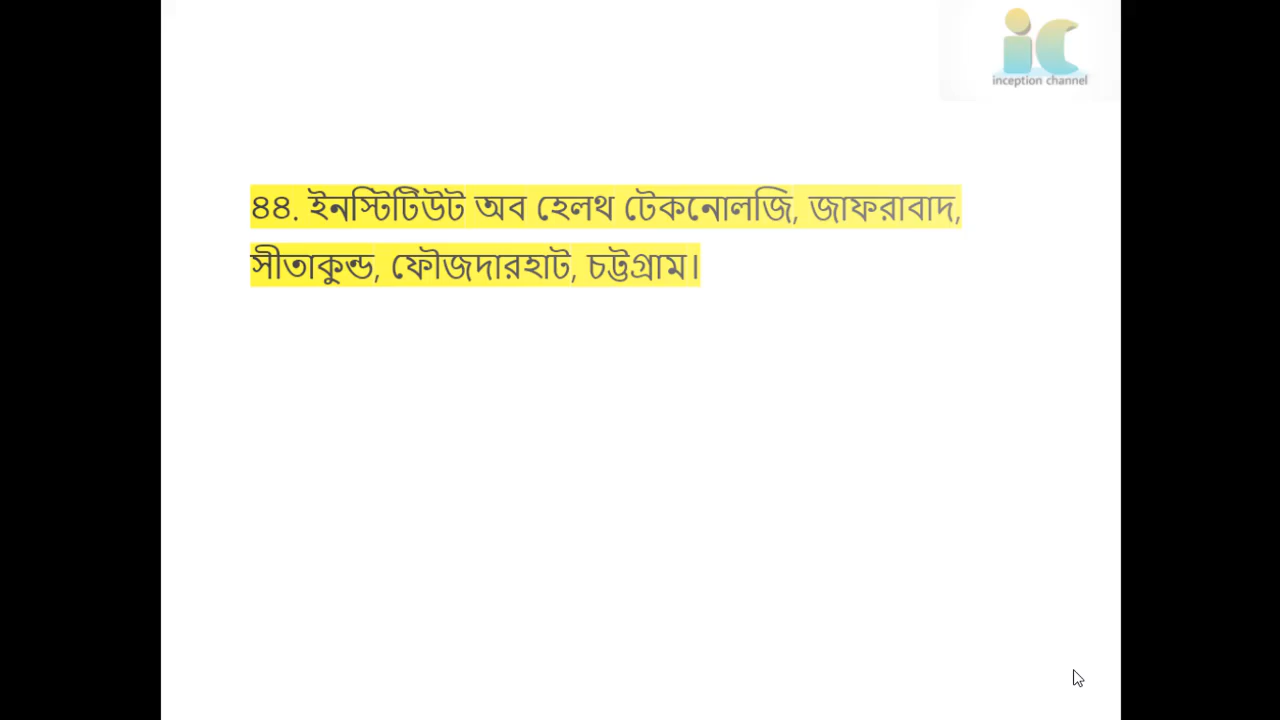 inception channel
৪৪. ইনস্টিটিউট অব হেলথ টেকনোলজি, জাফরাবাদ,
সীতাকুন্ড, ফৌজদারহাট, চট্টগ্রাম।